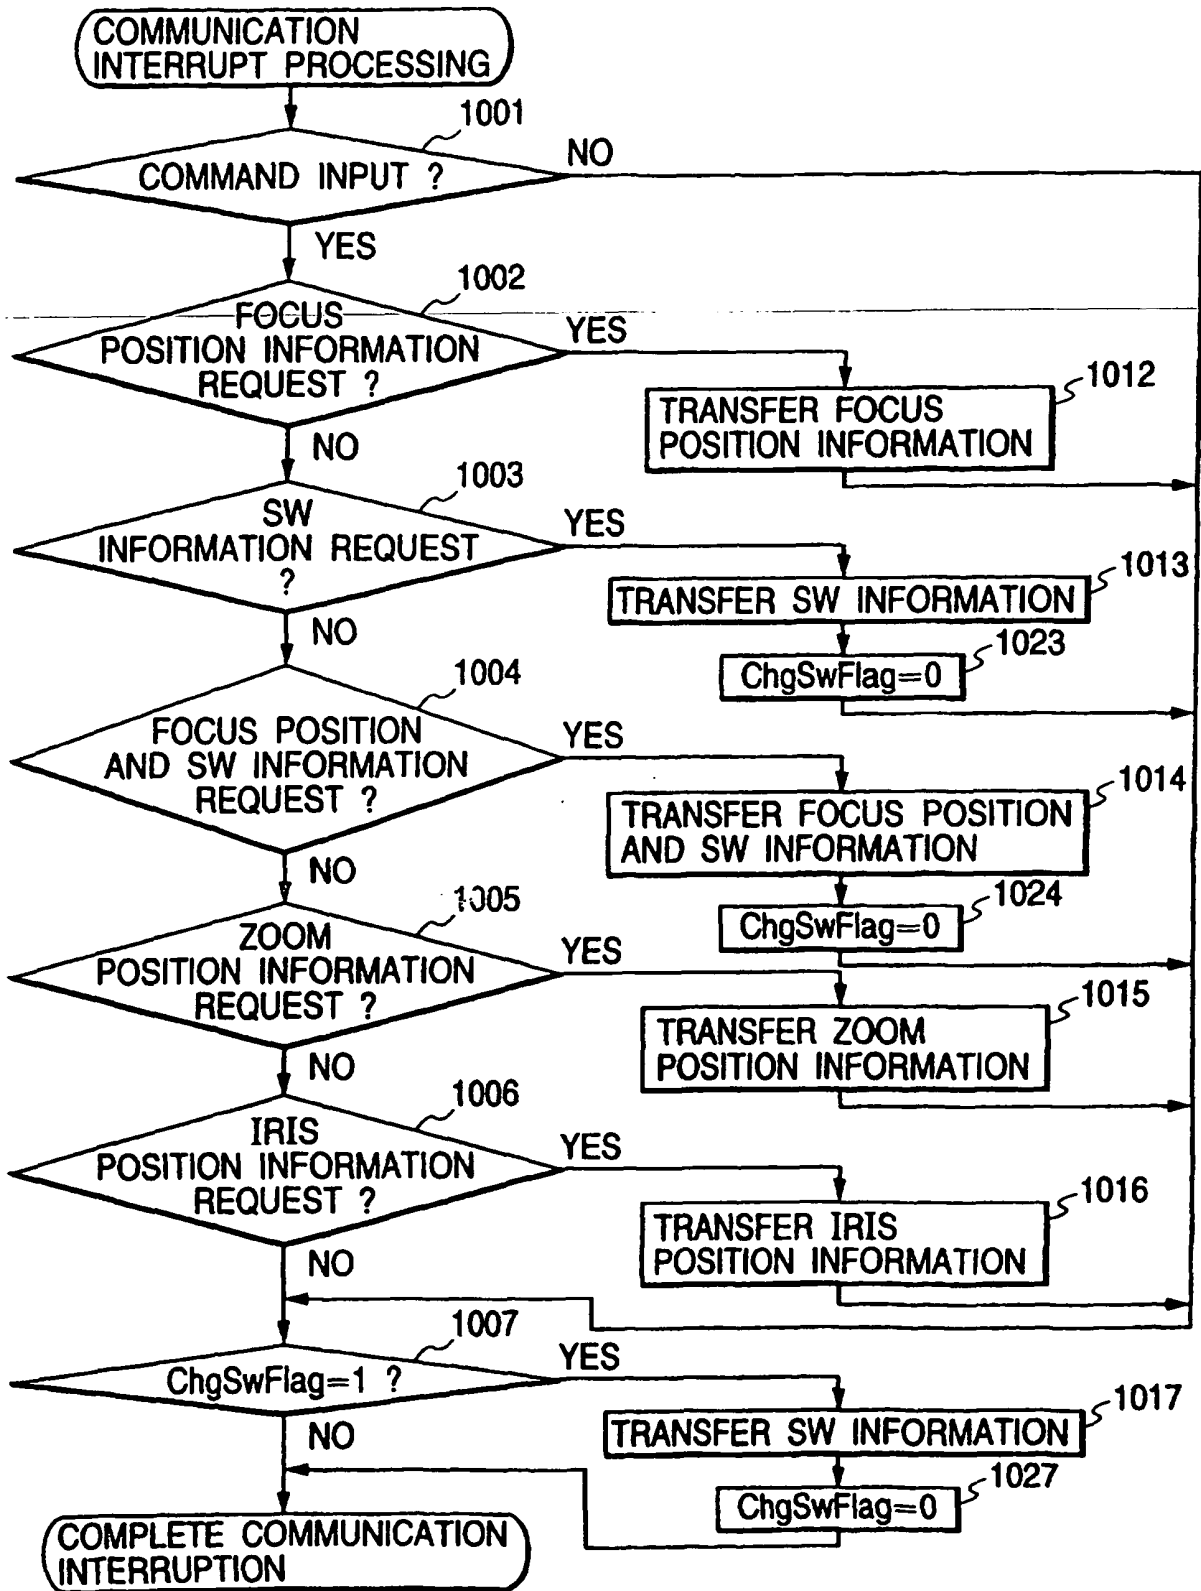 COMMUNICATION
INTERRUPT PROCESSING
1001
COMMAND INPUT ?
NO
YES
1002
FOCUS
POSITION INFORMATION
REQUEST ?
YES
1012
TRANSFER FOCUS
POSITION INFORMATION
NO
1003
SW
INFORMATION REQUEST
?
YES
1013
TRANSFER SW INFORMATION
1023
ChgSwFlag=0
NO
1004
FOCUS POSITION
AND SW INFORMATION
REQUEST ?
YES
1014
TRANSFER FOCUS POSITION
AND SW INFORMATION
1024
ChgSwFlag=0
NO
1005
ZOOM
POSITION INFORMATION
REQUEST ?
YES
1015
TRANSFER ZOOM
POSITION INFORMATION
NO
1006
IRIS
POSITION INFORMATION
REQUEST ?
YES
1016
TRANSFER IRIS
POSITION INFORMATION
NO
1007
ChgSwFlag=1 ?
YES
1017
TRANSFER SW INFORMATION
1027
ChgSwFlag=0
NO
COMPLETE COMMUNICATION
INTERRUPTION